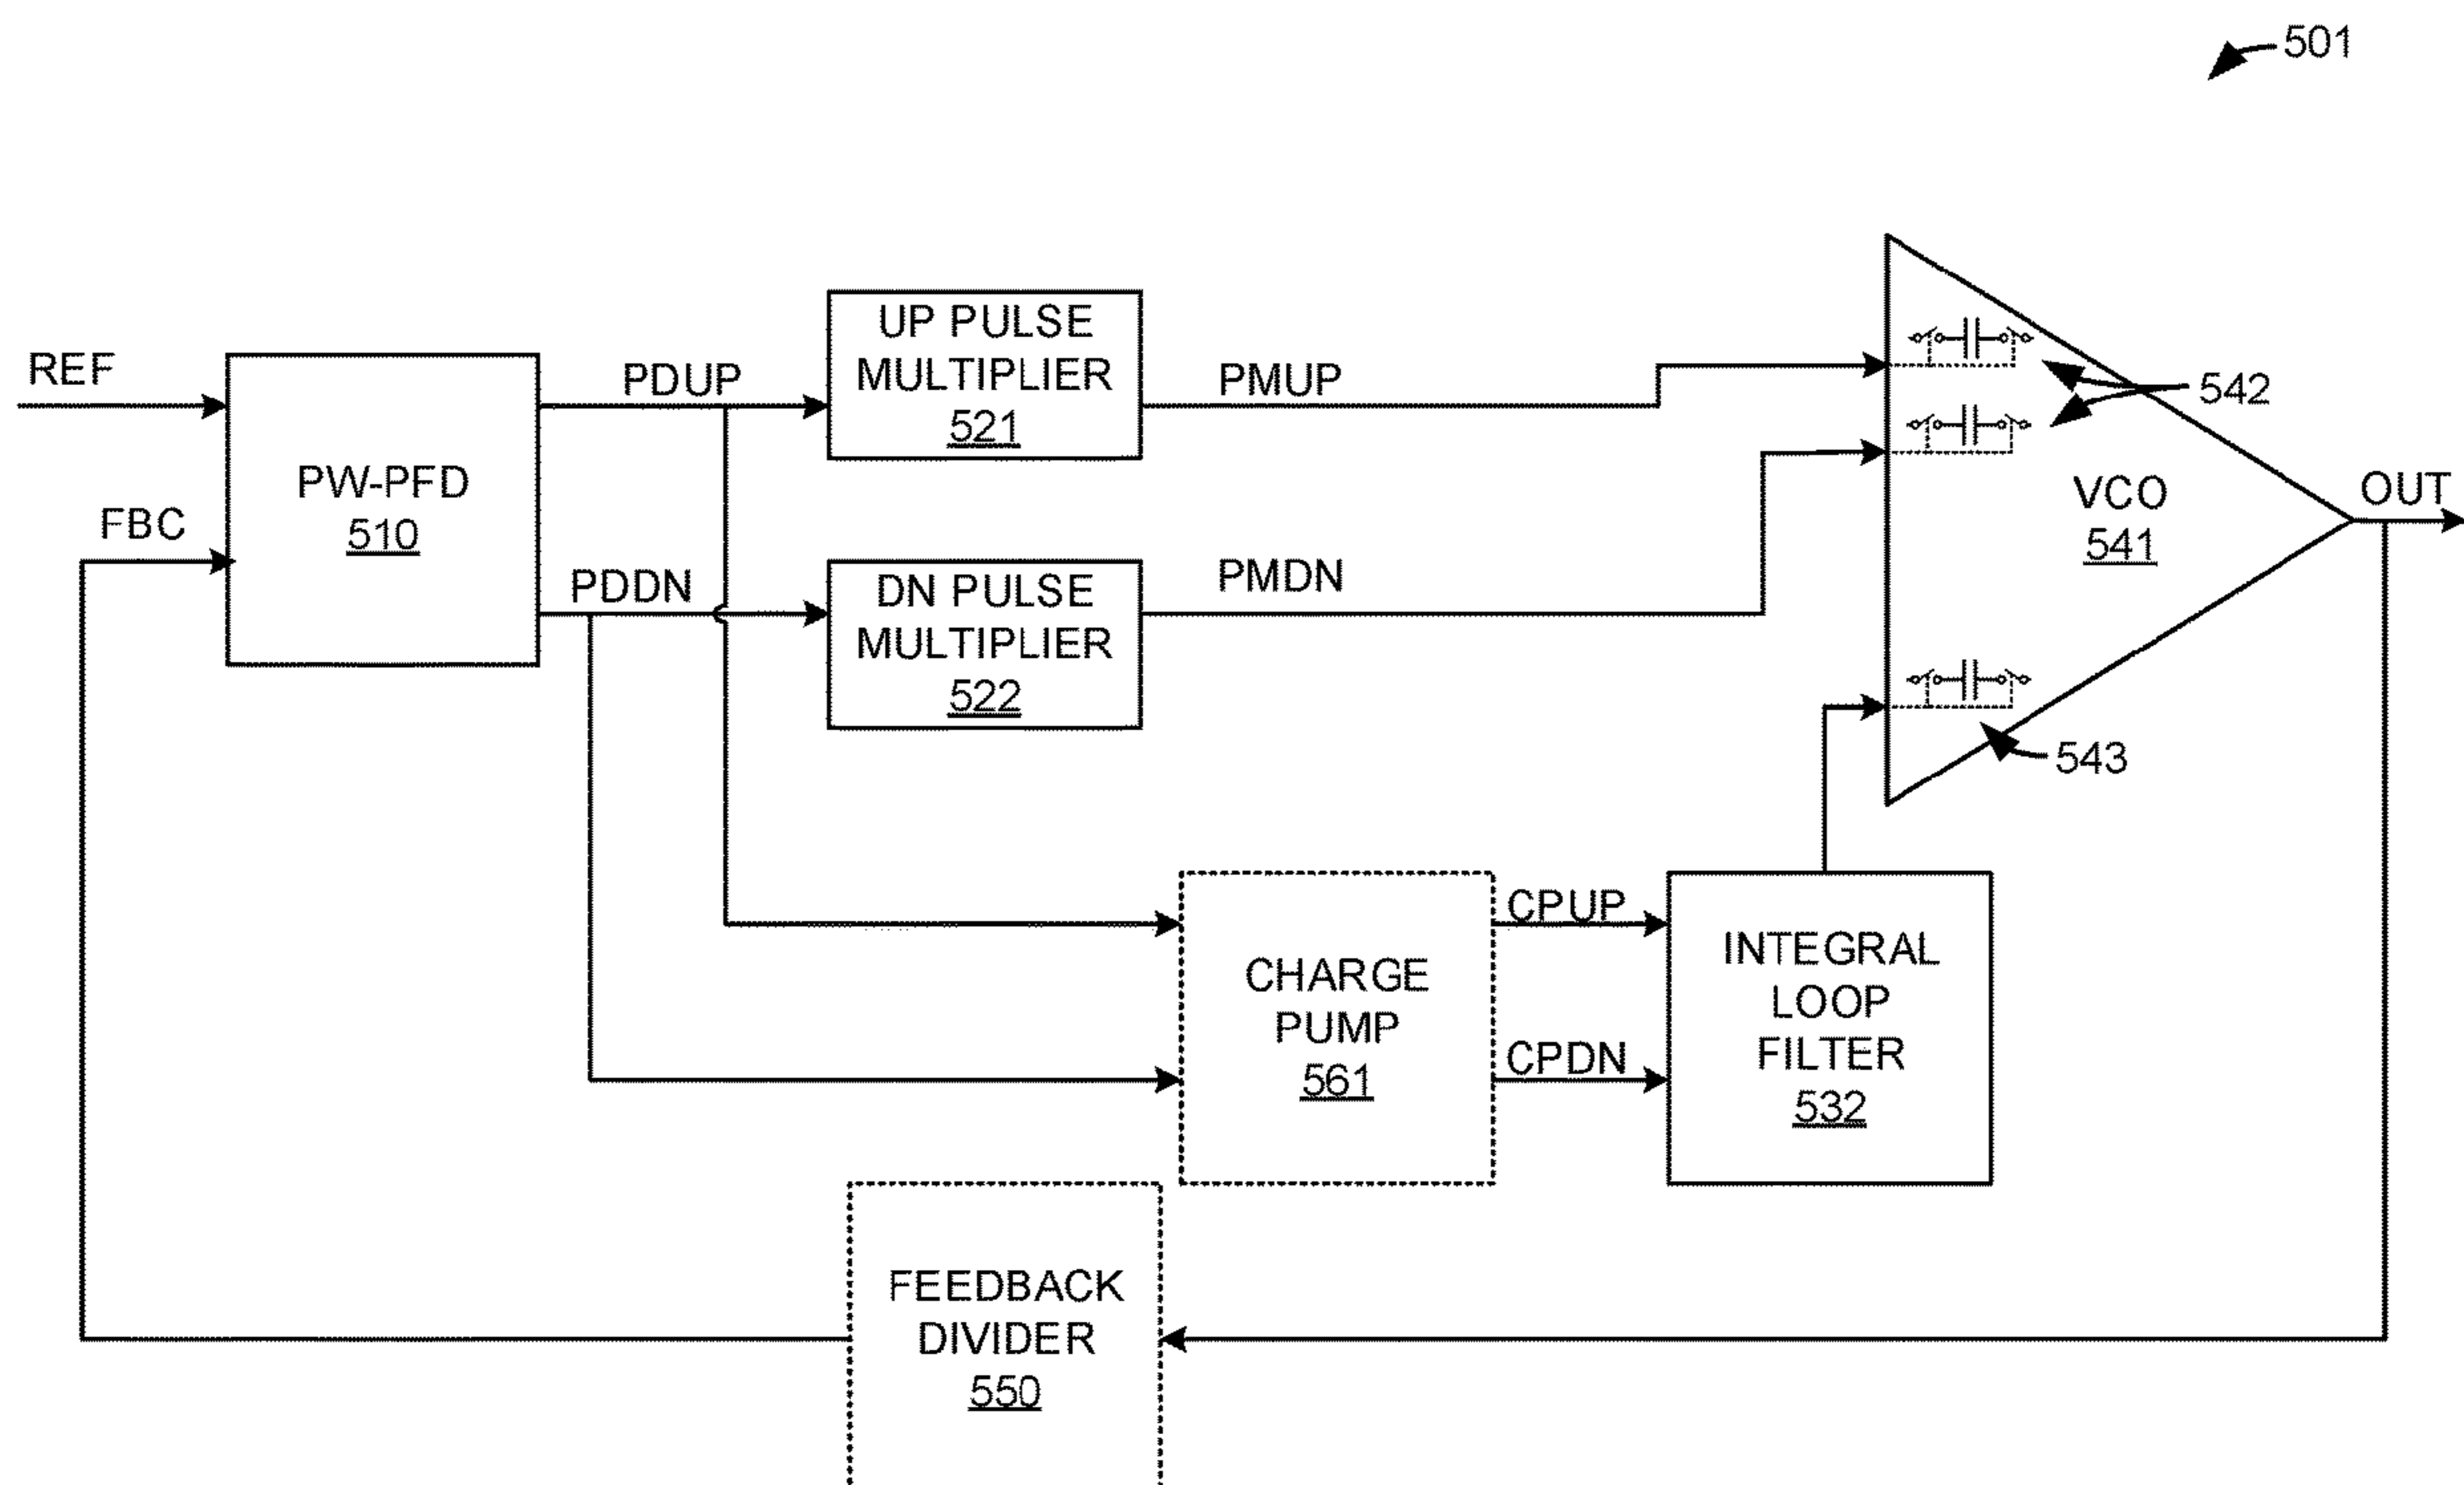 501
REF
FBC
PW-PFD
510
PDUP
PDDN
UP PULSE
MULTIPLIER
521
DN PULSE
MULTIPLIER
522
PMUP
PMDN
542
VCO
541
OUT
543
CHARGE
PUMP
561
CPUP
CPDN
INTEGRAL
LOOP
FILTER
532
FEEDBACK
DIVIDER
550